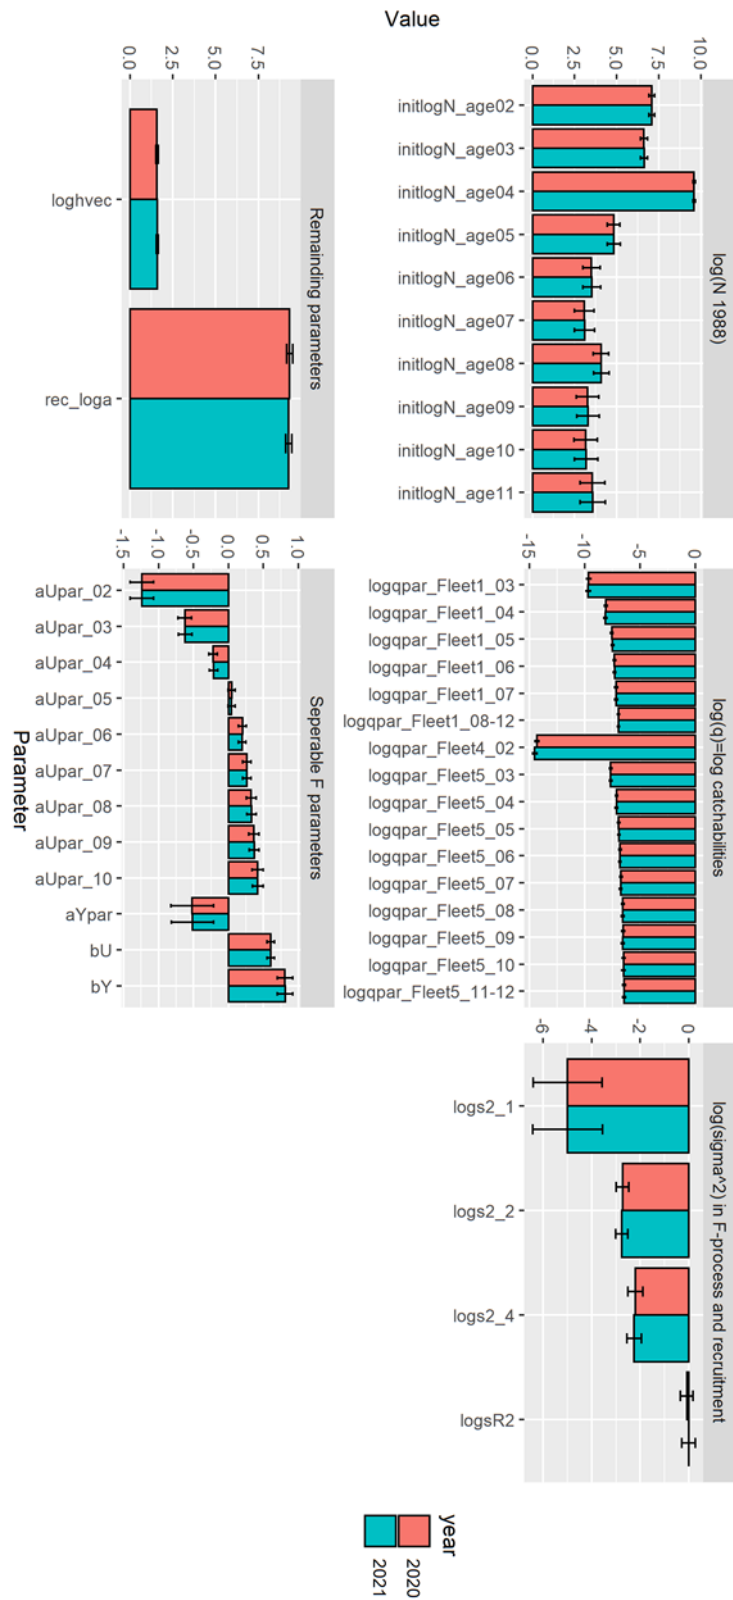 Value
log(N 1988)
10.0
7.5
5.0
2.5
0.0
initlogN_age02
initlogN_age03
initlogN_age04
initlogN_age05
initlogN_age06
initlogN_age07
initlogN_age08
initlogN_age09
initlogN_age10
initlogN_age11
log(q)=log catchabilities
0
-5
-10
-15
logqpar_Fleet1_03
logqpar_Fleet1_04
logqpar_Fleet1_05
logqpar_Fleet1_06
logqpar_Fleet1_07
logqpar_Fleet1_08-12
logqpar_Fleet4_02
logqpar_Fleet5_03
logqpar_Fleet5_04
logqpar_Fleet5_05
logqpar_Fleet5_06
logqpar_Fleet5_07
logqpar_Fleet5_08
logqpar_Fleet5_09
logqpar_Fleet5_10
logqpar_Fleet5_11-12
log(sigma^2) in F-process and recruitment
0
-2
-4
-6
logs2_1
logs2_2
logs2_4
logsR2
Remainding parameters
7.5
5.0
2.5
0.0
loghvec
rec_loga
Seperable F parameters
1.0
0.5
0.0
-0.5
-1.0
-1.5
aUpar_02
aUpar_03
aUpar_04
aUpar_05
aUpar_06
aUpar_07
aUpar_08
aUpar_09
aUpar_10
aYpar
bU
bY
Parameter
year
2020
2021